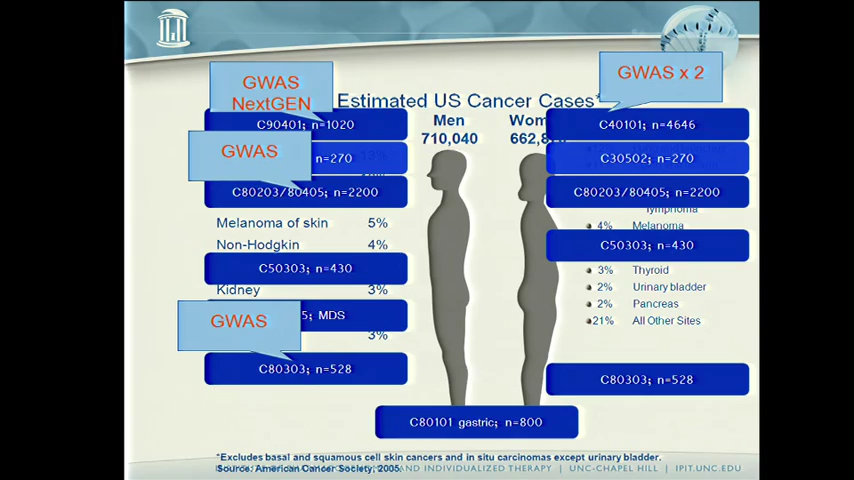 GWAS
NextGEN
GWAS x 2
Estimated US Cancer Cases*
Men
710,040
C90401; n=1020
C40101; n=4646
GWAS
n=270
C30502; n=270
C80203/80405; n=2200
C80203/80405; n=2200
Melanoma of skin 5%
lymphoma
4% Melanoma
Non-Hodgkin 4%
C50303; n=430
C50303; n=430
3% Thyroid
Kidney 3%
2% Urinary bladder
2% Pancreas
GWAS
MDS
21% All Other Sites
3%
C80303; n=528
C80303; n=528
C80101 gastric; n=800
*Excludes basal and squamous cell skin cancers and in situ carcinomas except urinary bladder.
Source: American Cancer Society, 2005.
AND INDIVIDUALIZED THERAPY | UNC-CHAPEL HILL | IPIT.UNC.EDU